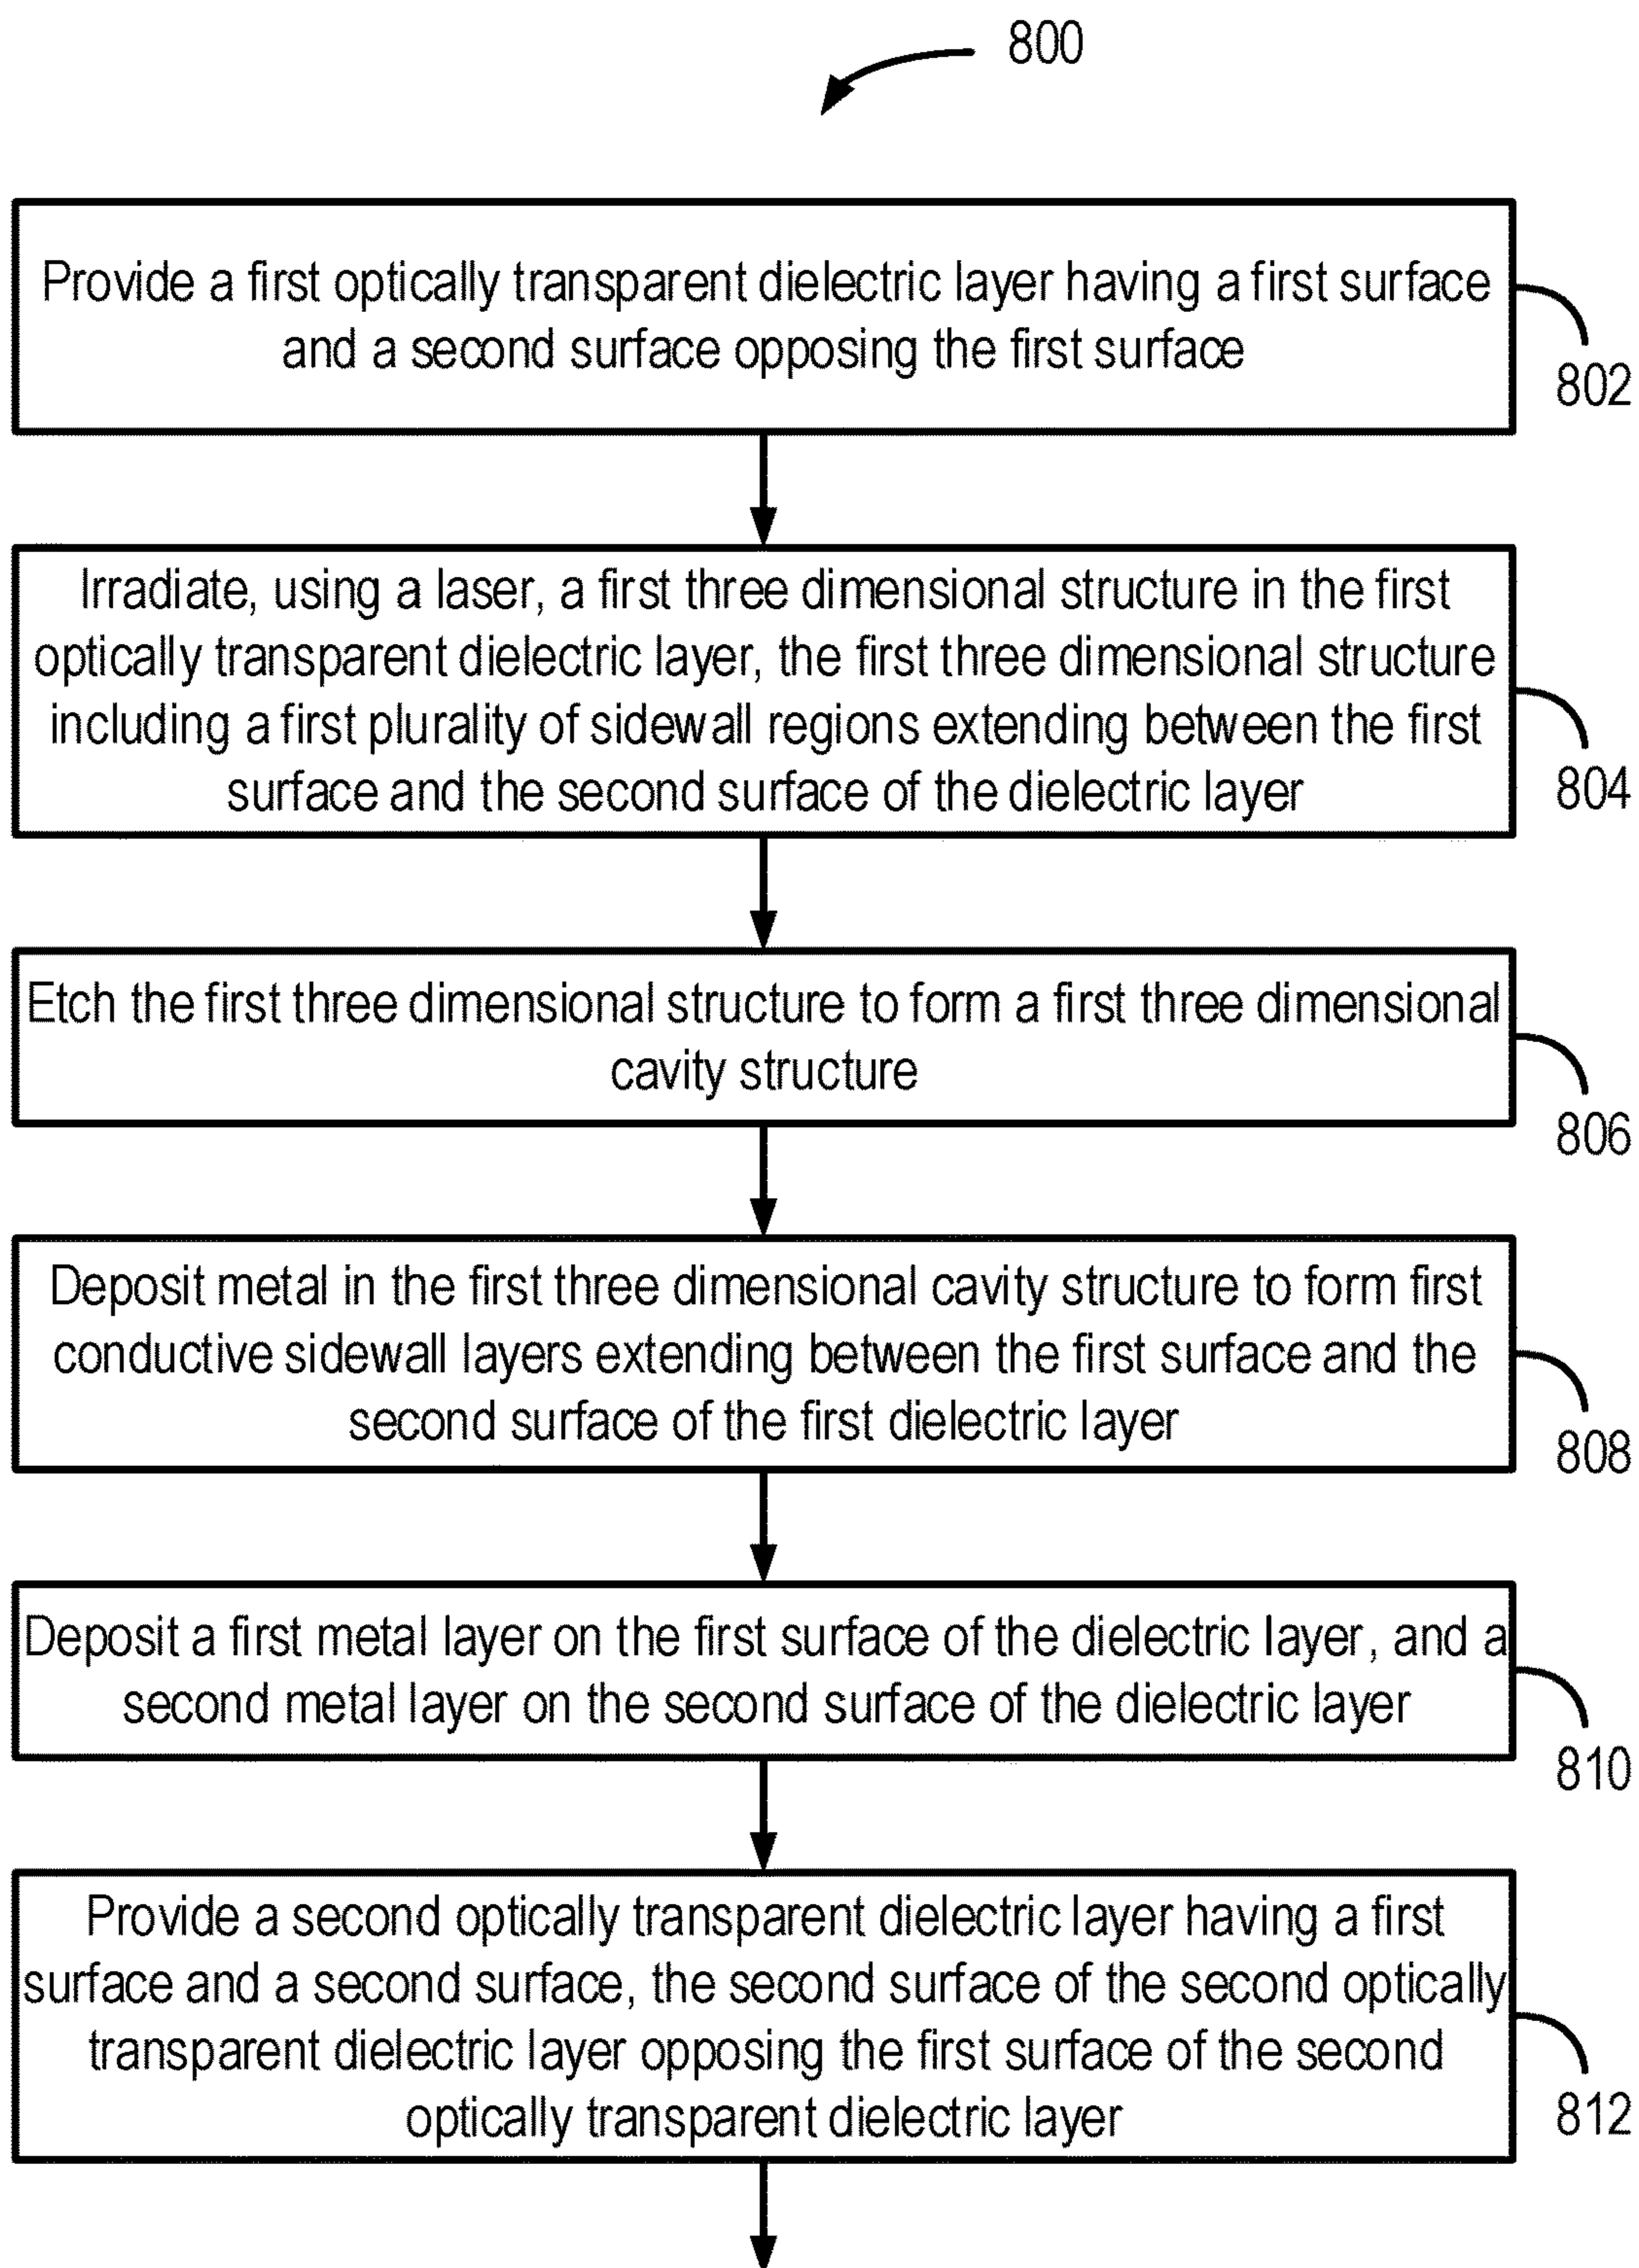 800
Provide a first optically transparent dielectric layer having a first surface
and a second surface opposing the first surface
802
Irradiate, using a laser, a first three dimensional structure in the first
optically transparent dielectric layer, the first three dimensional structure
including a first plurality of sidewall regions extending between the first
surface and the second surface of the dielectric layer
804
Etch the first three dimensional structure to form a first three dimensional
cavity structure
806
Deposit metal in the first three dimensional cavity structure to form first
conductive sidewall layers extending between the first surface and the
second surface of the first dielectric layer
808
Deposit a first metal layer on the first surface of the dielectric layer, and a
second metal layer on the second surface of the dielectric layer
810
Provide a second optically transparent dielectric layer having a first
surface and a second surface, the second surface of the second optically
transparent dielectric layer opposing the first surface of the second
optically transparent dielectric layer
812